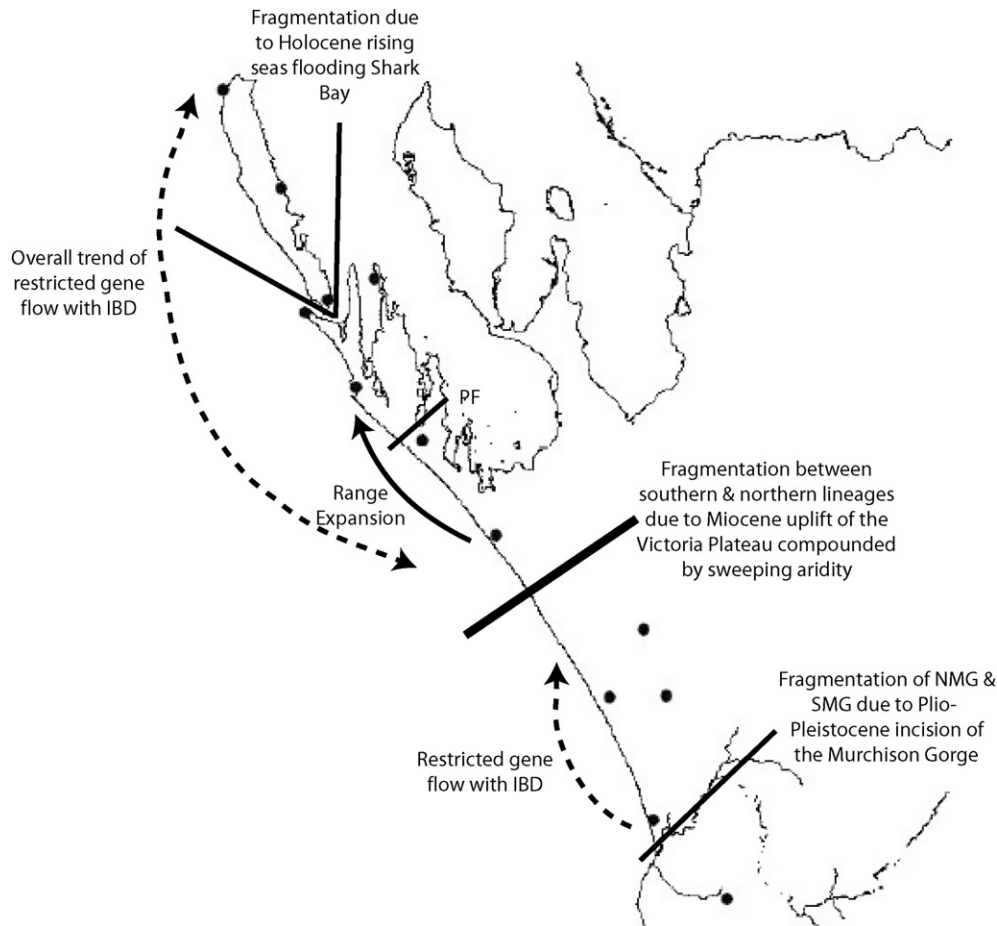 Fragmentation due
to Holocene rising
seas flooding Shark
Bay
Overall trend of
restricted gene
flow with IBD
PF
Range
Expansion
Fragmentation between
southern & northern lineages
due to Miocene uplift of the
Victoria Plateau compounded
by sweeping aridity
Fragmentation of NMG &
SMG due to Plio-
Pleistocene incision of
the Murchison Gorge
Restricted gene
flow with IBD